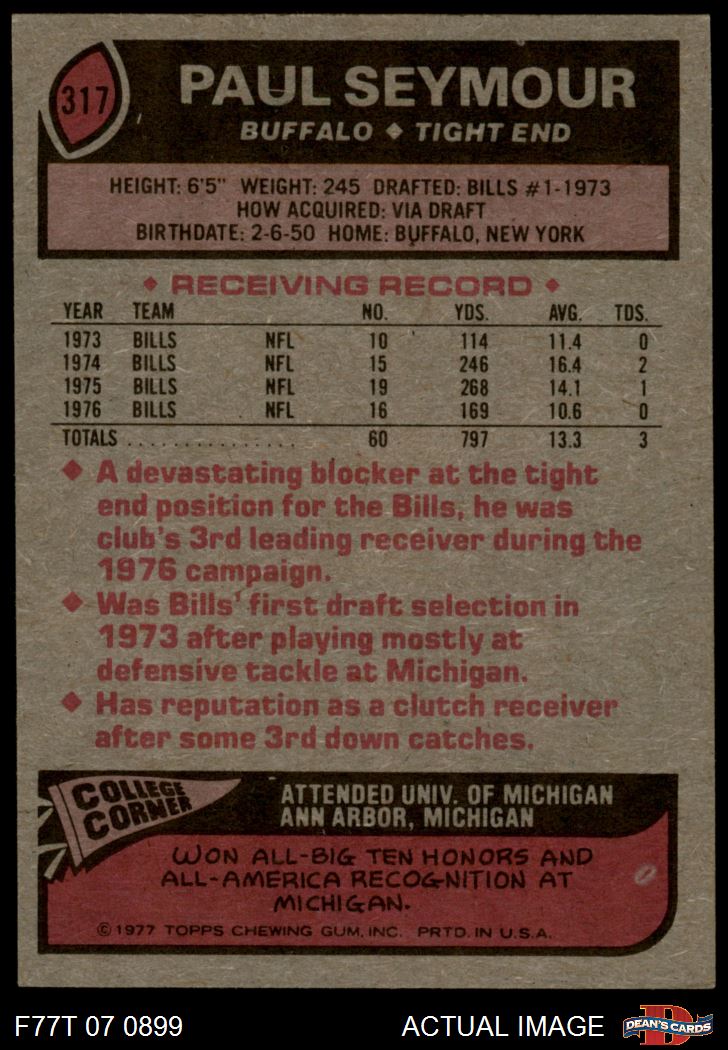 317
PAUL SEYMOUR
BUFFALO ◆ TIGHT END
HEIGHT: 6'5" WEIGHT: 245 DRAFTED: BILLS #1-1973
HOW ACQUIRED: VIA DRAFT
BIRTHDATE: 2-6-50 HOME: BUFFALO, NEW YORK
◆ RECEIVING RECORD ◆
YEAR TEAM NO. YDS. AVG. TDS.
1973 BILLS NFL 10 114 11.4 0
1974 BILLS NFL 15 246 16.4 2
1975 BILLS NFL 19 268 14.1 1
1976 BILLS NFL 16 169 10.6 0
TOTALS ................ 60 797 13.3 3
◆ A devastating blocker at the tight
end position for the Bills, he was
club's 3rd leading receiver during the
1976 campaign.
◆ Was Bills' first draft selection in
1973 after playing mostly at
defensive tackle at Michigan.
◆ Has reputation as a clutch receiver
after some 3rd down catches.
COLLEGE
CORNER
ATTENDED UNIV. OF MICHIGAN
ANN ARBOR, MICHIGAN
WON ALL-BIG TEN HONORS AND
ALL-AMERICA RECOGNITION AT
MICHIGAN.
© 1977 TOPPS CHEWING GUM, INC. PRTD. IN U.S.A.
F77T 07 0899
ACTUAL IMAGE
D
DEAN'S CARDS